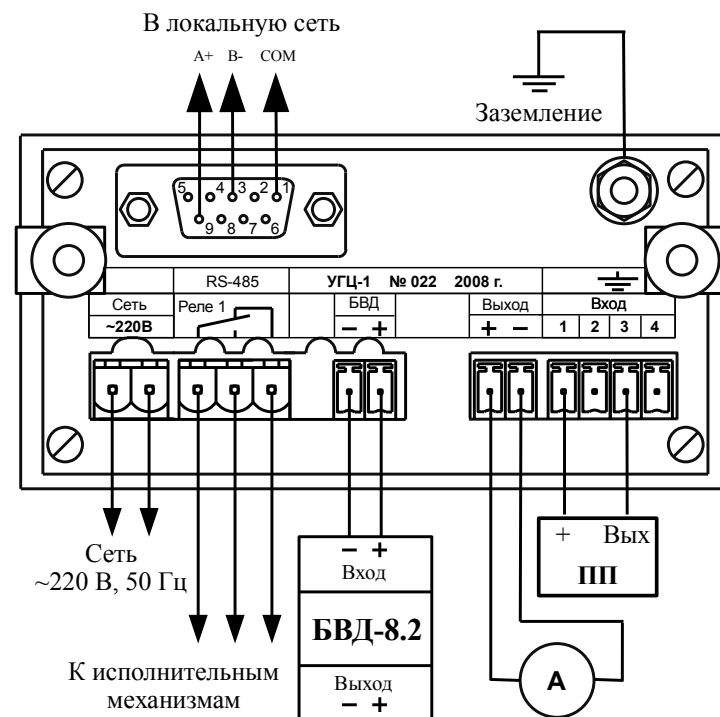 В локальную сеть
A+ B- COM
Заземление
5 4 3 2 1
9 8 7 6
RS-485 УГЦ-1 № 022 2008 г.
Сеть Реле 1 БВД Выход Вход
~220В − + + − 1 2 3 4
Сеть
~220 В, 50 Гц
− +
Вход
БВД-8.2
Выход
− +
+ Вых
ПП
А
К исполнительным
механизмам